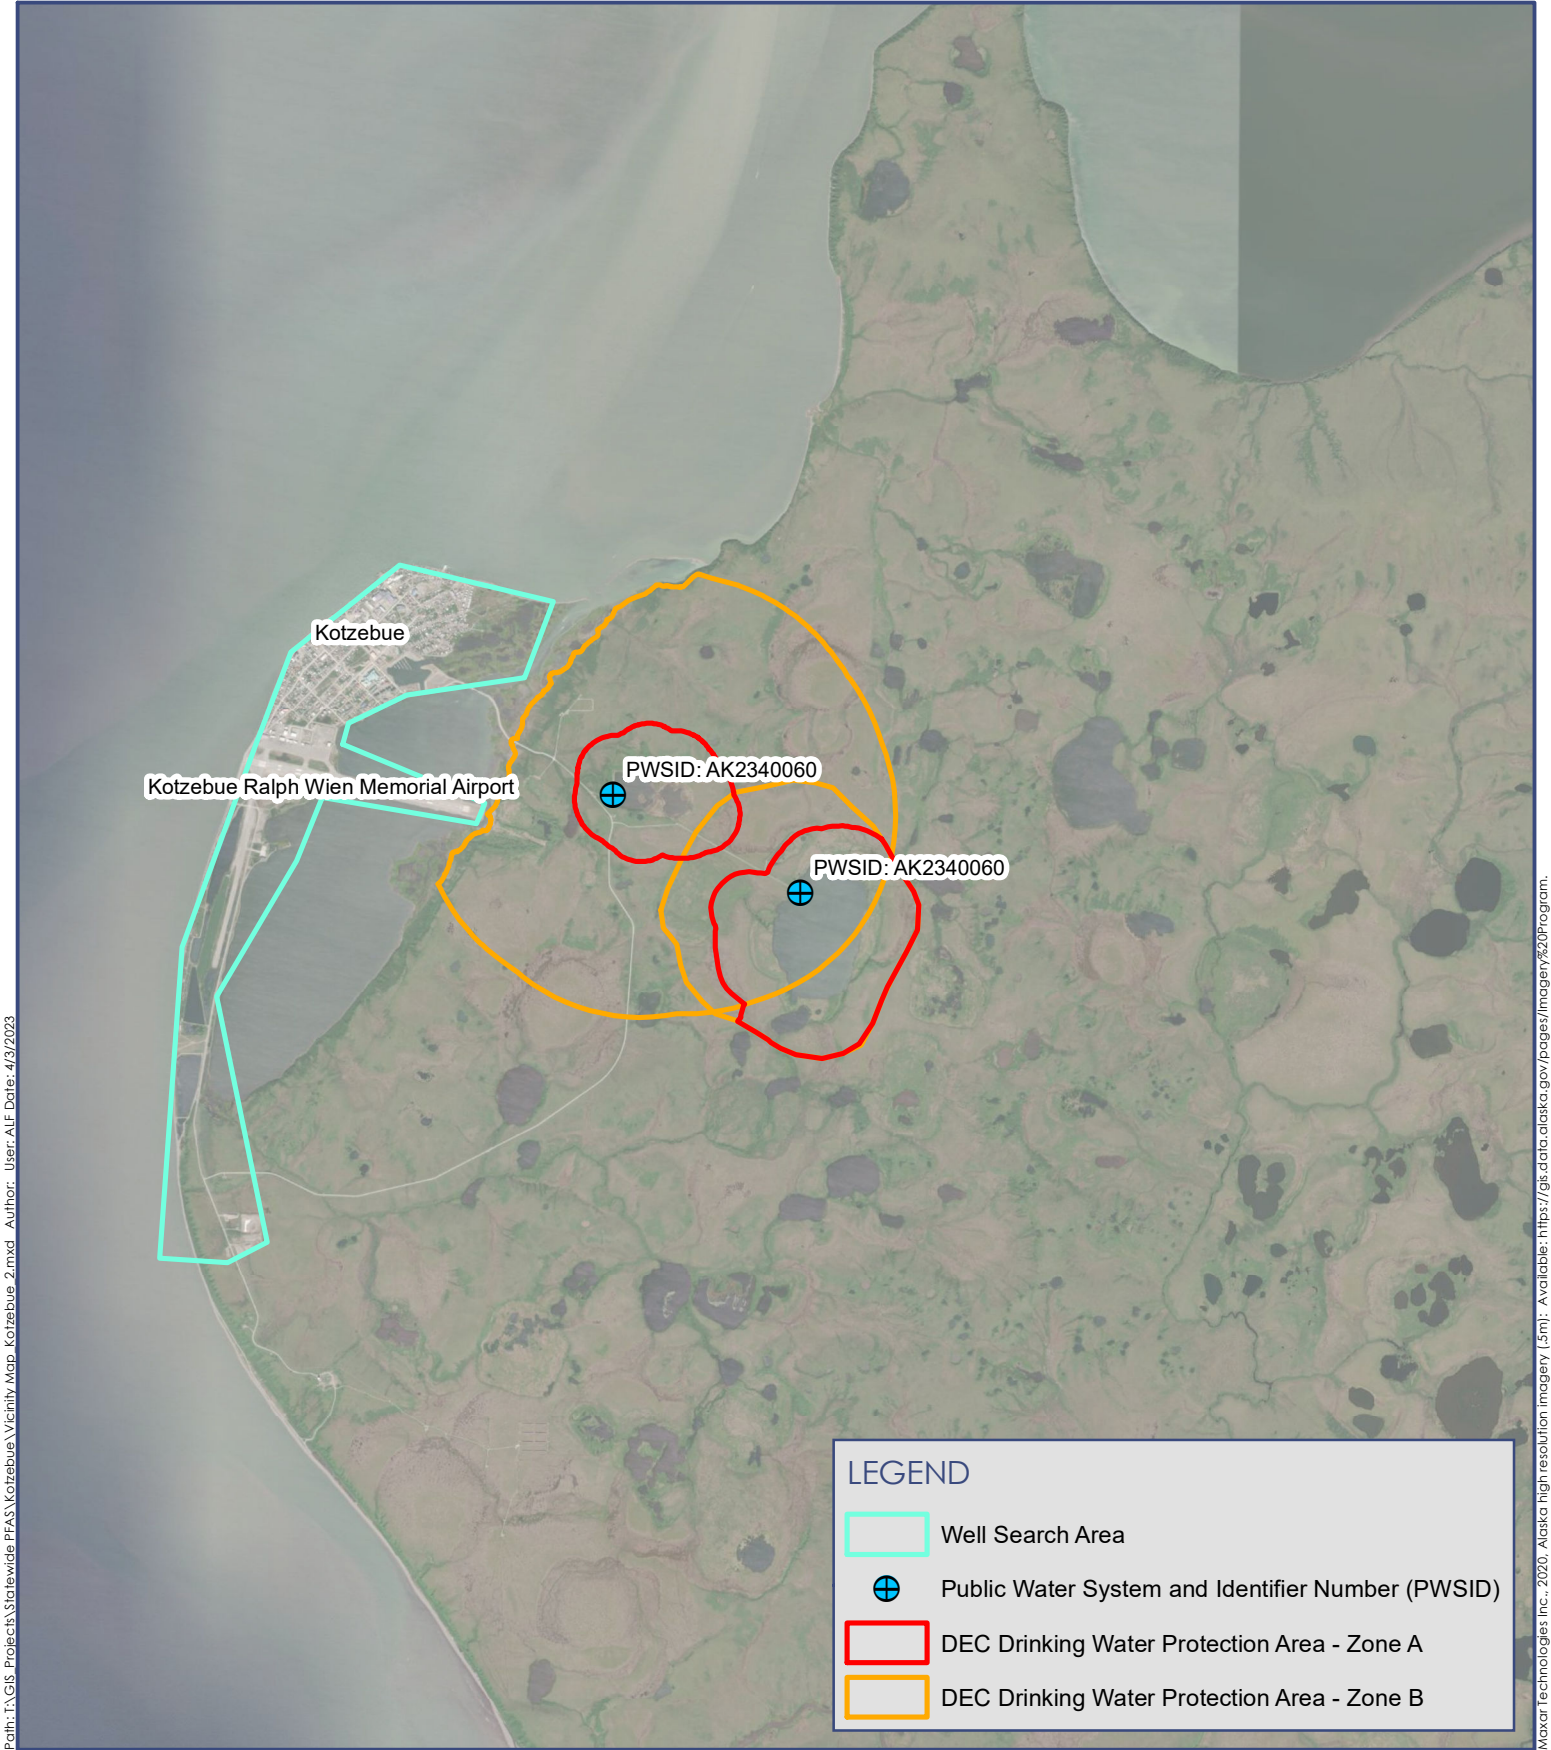 Kotzebue
PWSID: AK2340060
Kotzebue Ralph Wien Memorial Airport
PWSID: AK2340060
LEGEND
Well Search Area
Public Water System and Identifier Number (PWSID)
DEC Drinking Water Protection Area - Zone A
DEC Drinking Water Protection Area - Zone B
Path: T:\GIS_Projects\Statewide PFAS\Kotzebue\Vicinity Map_Kotzebue_2.mxd Author: User: ALF Date: 4/3/2023
Maxar Technologies Inc., 2020, Alaska high resolution imagery (.5m): Available: https://gis.data.alaska.gov/pages/Imagery%20Program.